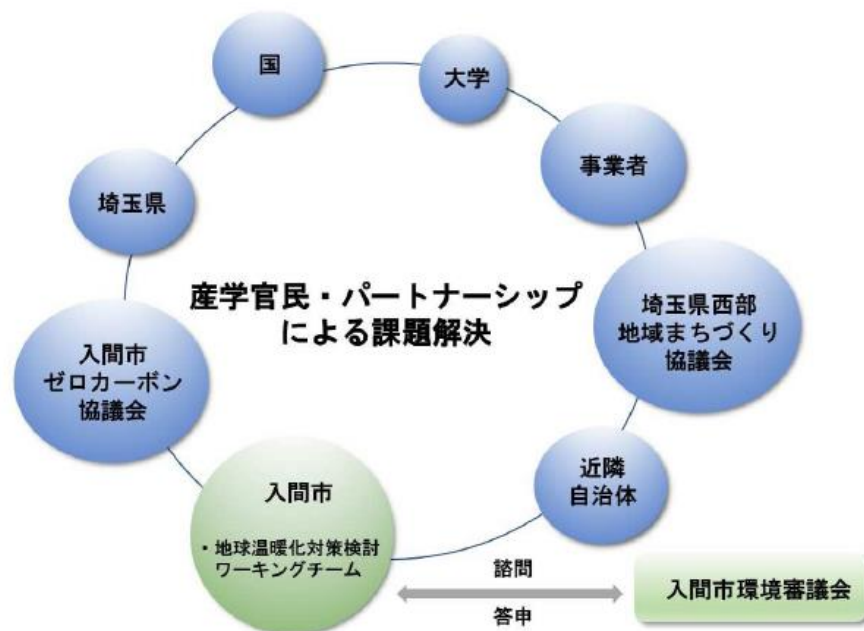 国
大学
事業者
埼玉県
産学官民・パートナーシップ
による課題解決
埼玉県西部
地域まちづくり
協議会
入間市
ゼロカーボン
協議会
近隣
自治体
入間市
・地球温暖化対策検討
ワーキングチーム
諮問
答申
入間市環境審議会